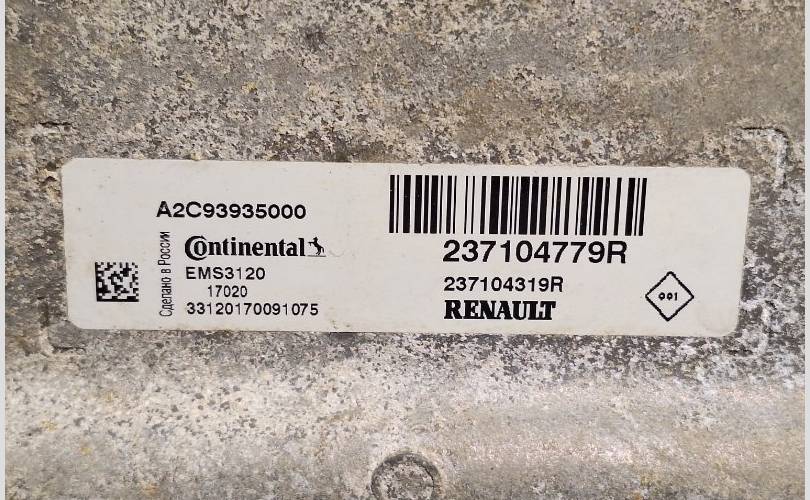 A2C93935000
Сделано в России
Continental
EMS3120
17020
33120170091075
237104779R
237104319R
RENAULT
001